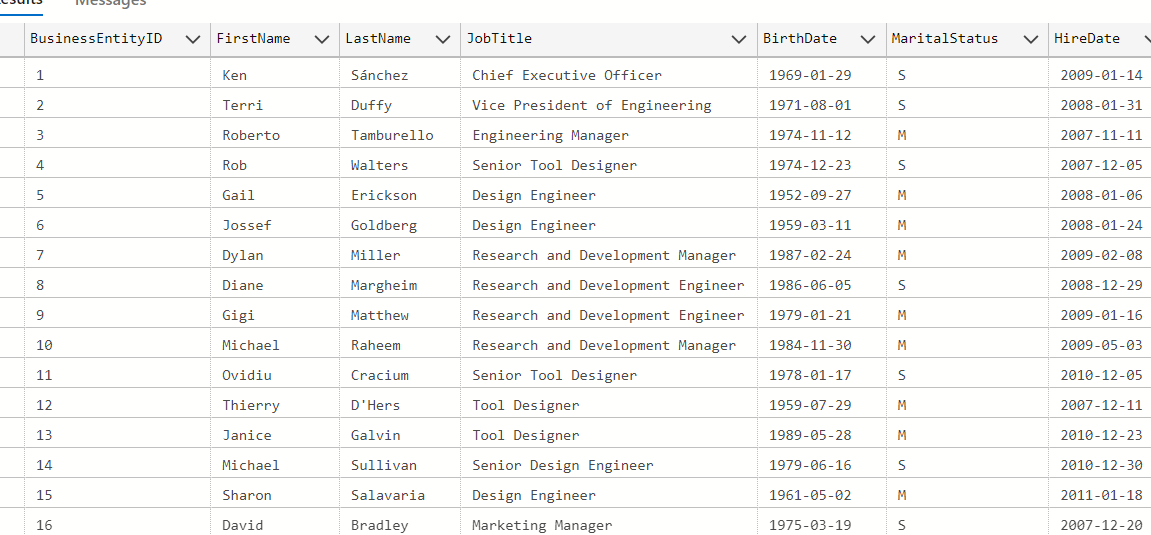 Results Messages
BusinessEntityID FirstName LastName JobTitle BirthDate MaritalStatus HireDate
1 Ken Sánchez Chief Executive Officer 1969-01-29 S 2009-01-14
2 Terri Duffy Vice President of Engineering 1971-08-01 S 2008-01-31
3 Roberto Tamburello Engineering Manager 1974-11-12 M 2007-11-11
4 Rob Walters Senior Tool Designer 1974-12-23 S 2007-12-05
5 Gail Erickson Design Engineer 1952-09-27 M 2008-01-06
6 Jossef Goldberg Design Engineer 1959-03-11 M 2008-01-24
7 Dylan Miller Research and Development Manager 1987-02-24 M 2009-02-08
8 Diane Margheim Research and Development Engineer 1986-06-05 S 2008-12-29
9 Gigi Matthew Research and Development Engineer 1979-01-21 M 2009-01-16
10 Michael Raheem Research and Development Manager 1984-11-30 M 2009-05-03
11 Ovidiu Cracium Senior Tool Designer 1978-01-17 S 2010-12-05
12 Thierry D'Hers Tool Designer 1959-07-29 M 2007-12-11
13 Janice Galvin Tool Designer 1989-05-28 M 2010-12-23
14 Michael Sullivan Senior Design Engineer 1979-06-16 S 2010-12-30
15 Sharon Salavaria Design Engineer 1961-05-02 M 2011-01-18
16 David Bradley Marketing Manager 1975-03-19 S 2007-12-20